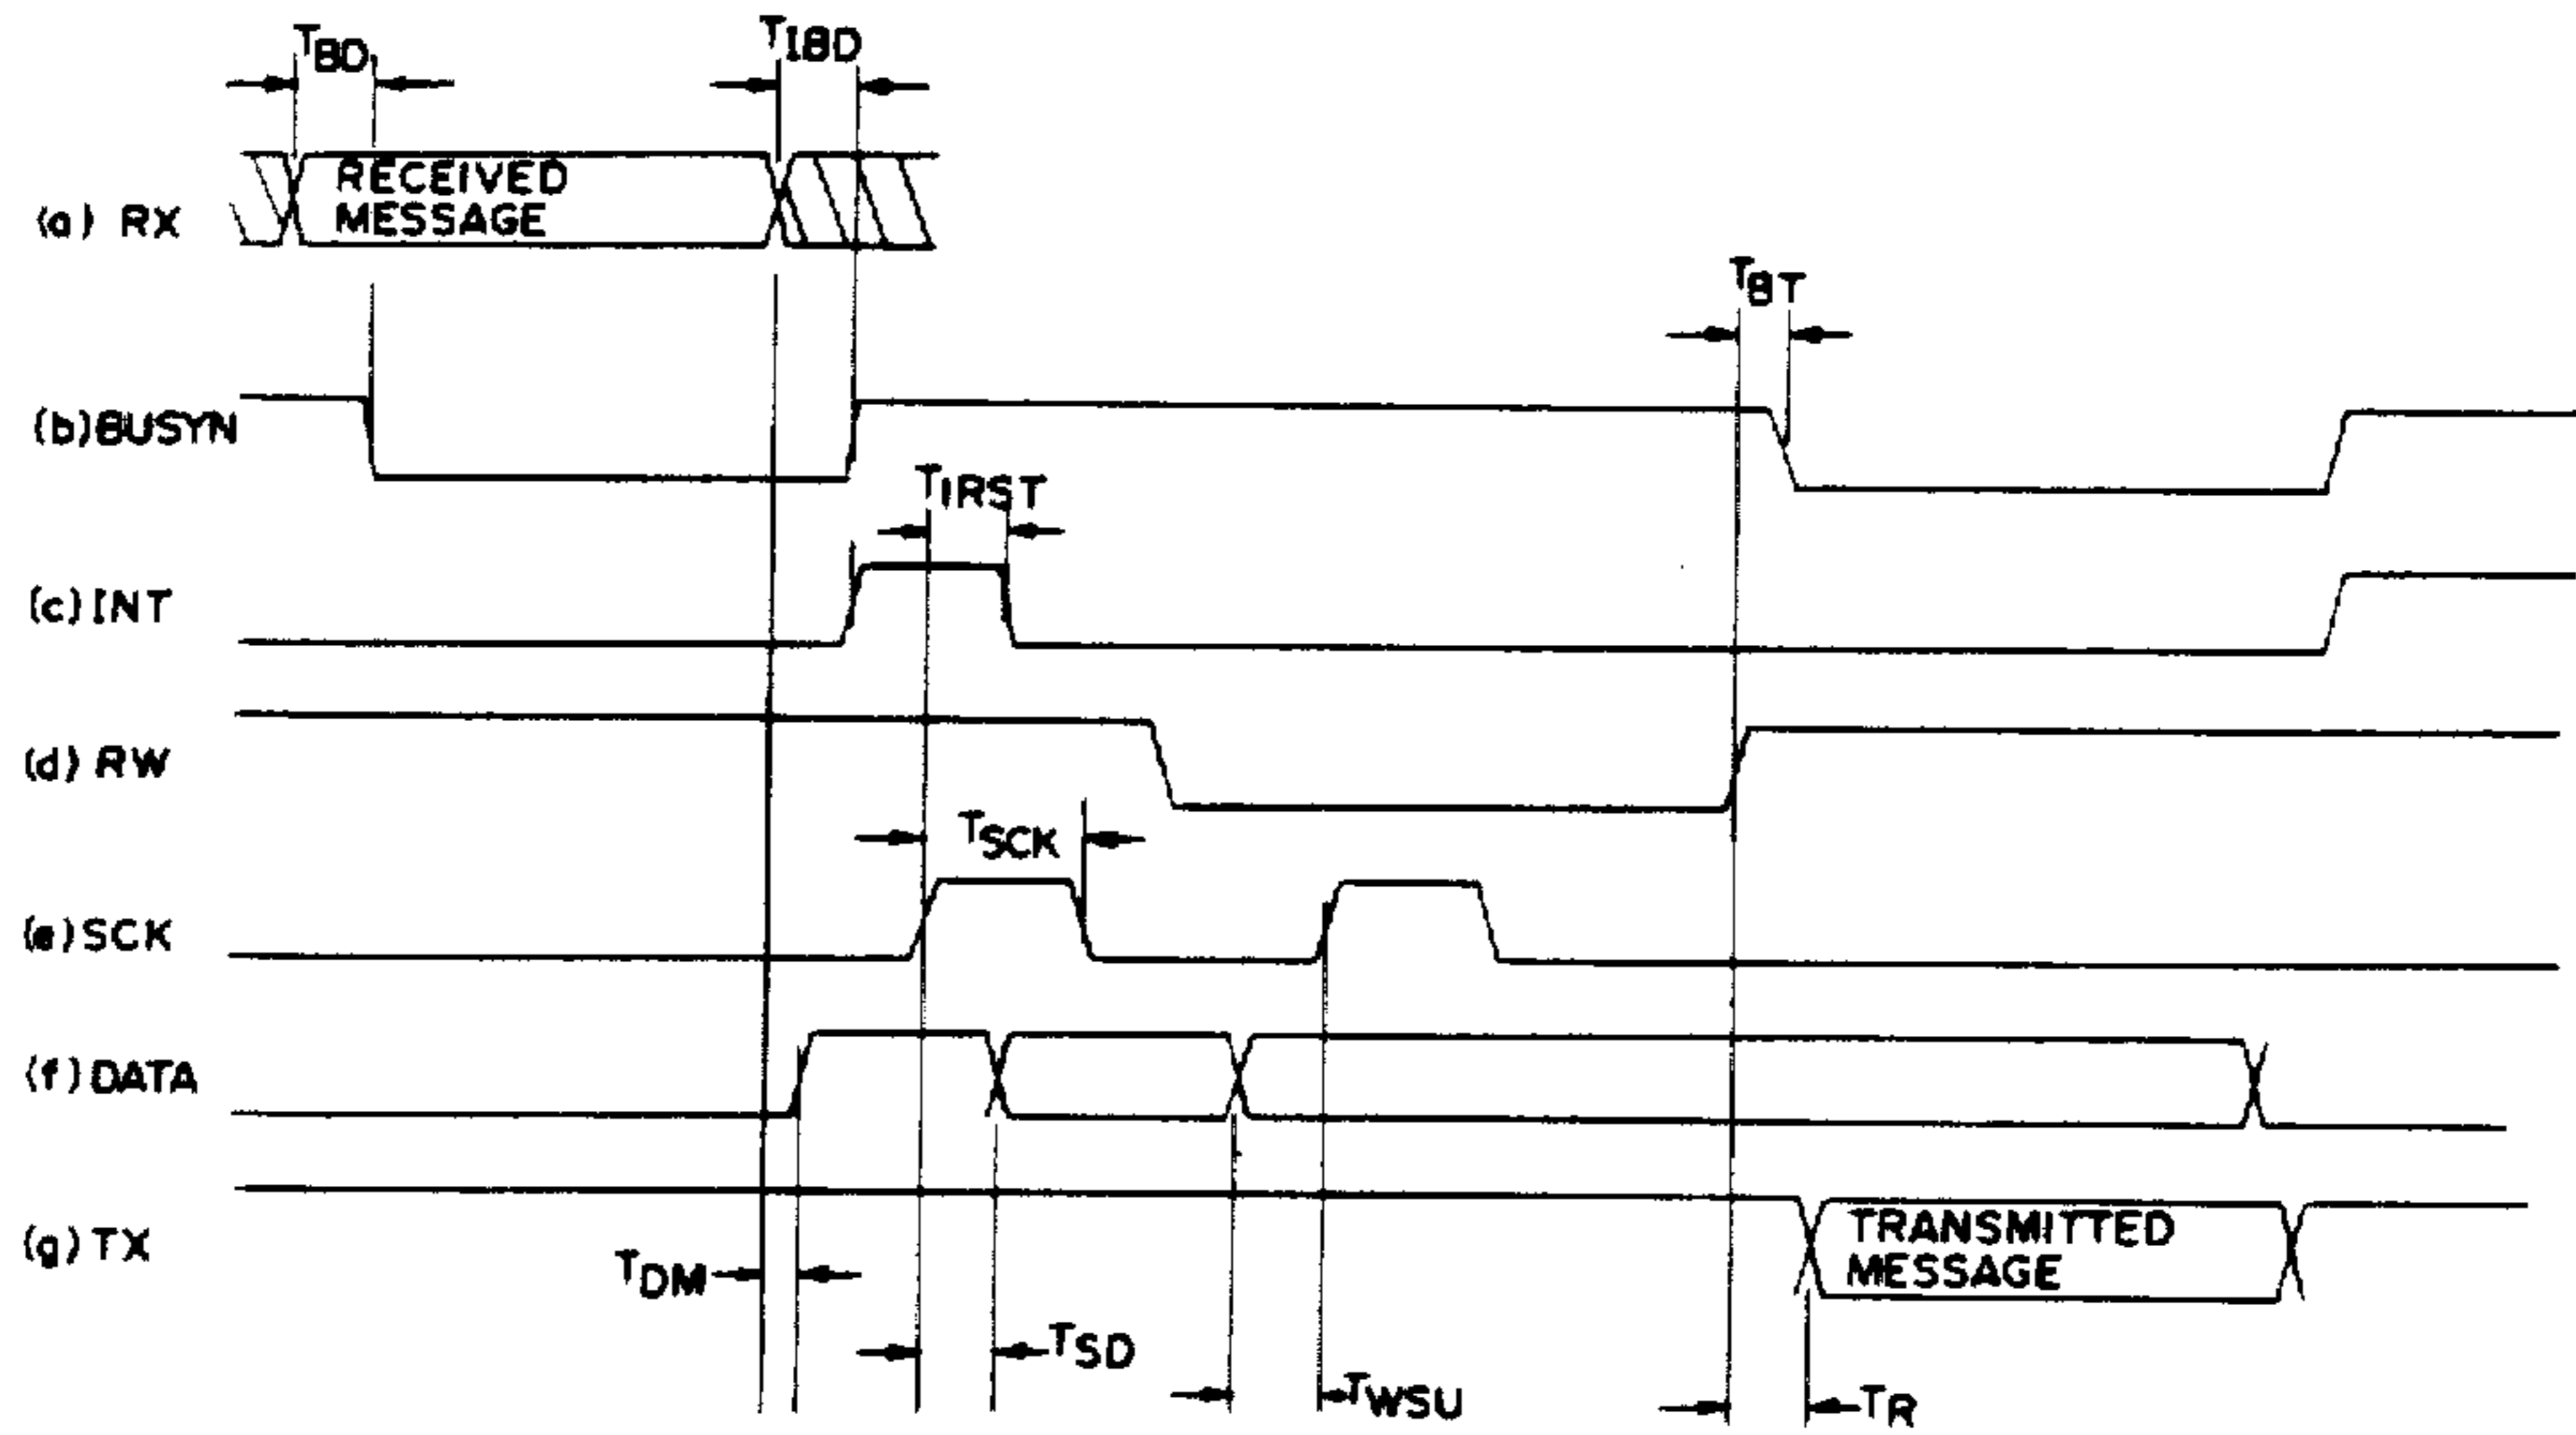 TBD TIBD
RECEIVED
MESSAGE
(a) RX
TBT
(b) BUSYN
TIRST
(c) INT
(d) RW
TSCK
(e) SCK
(f) DATA
TRANSMITTED
MESSAGE
(g) TX
TDM
TSD
TWSU
TR